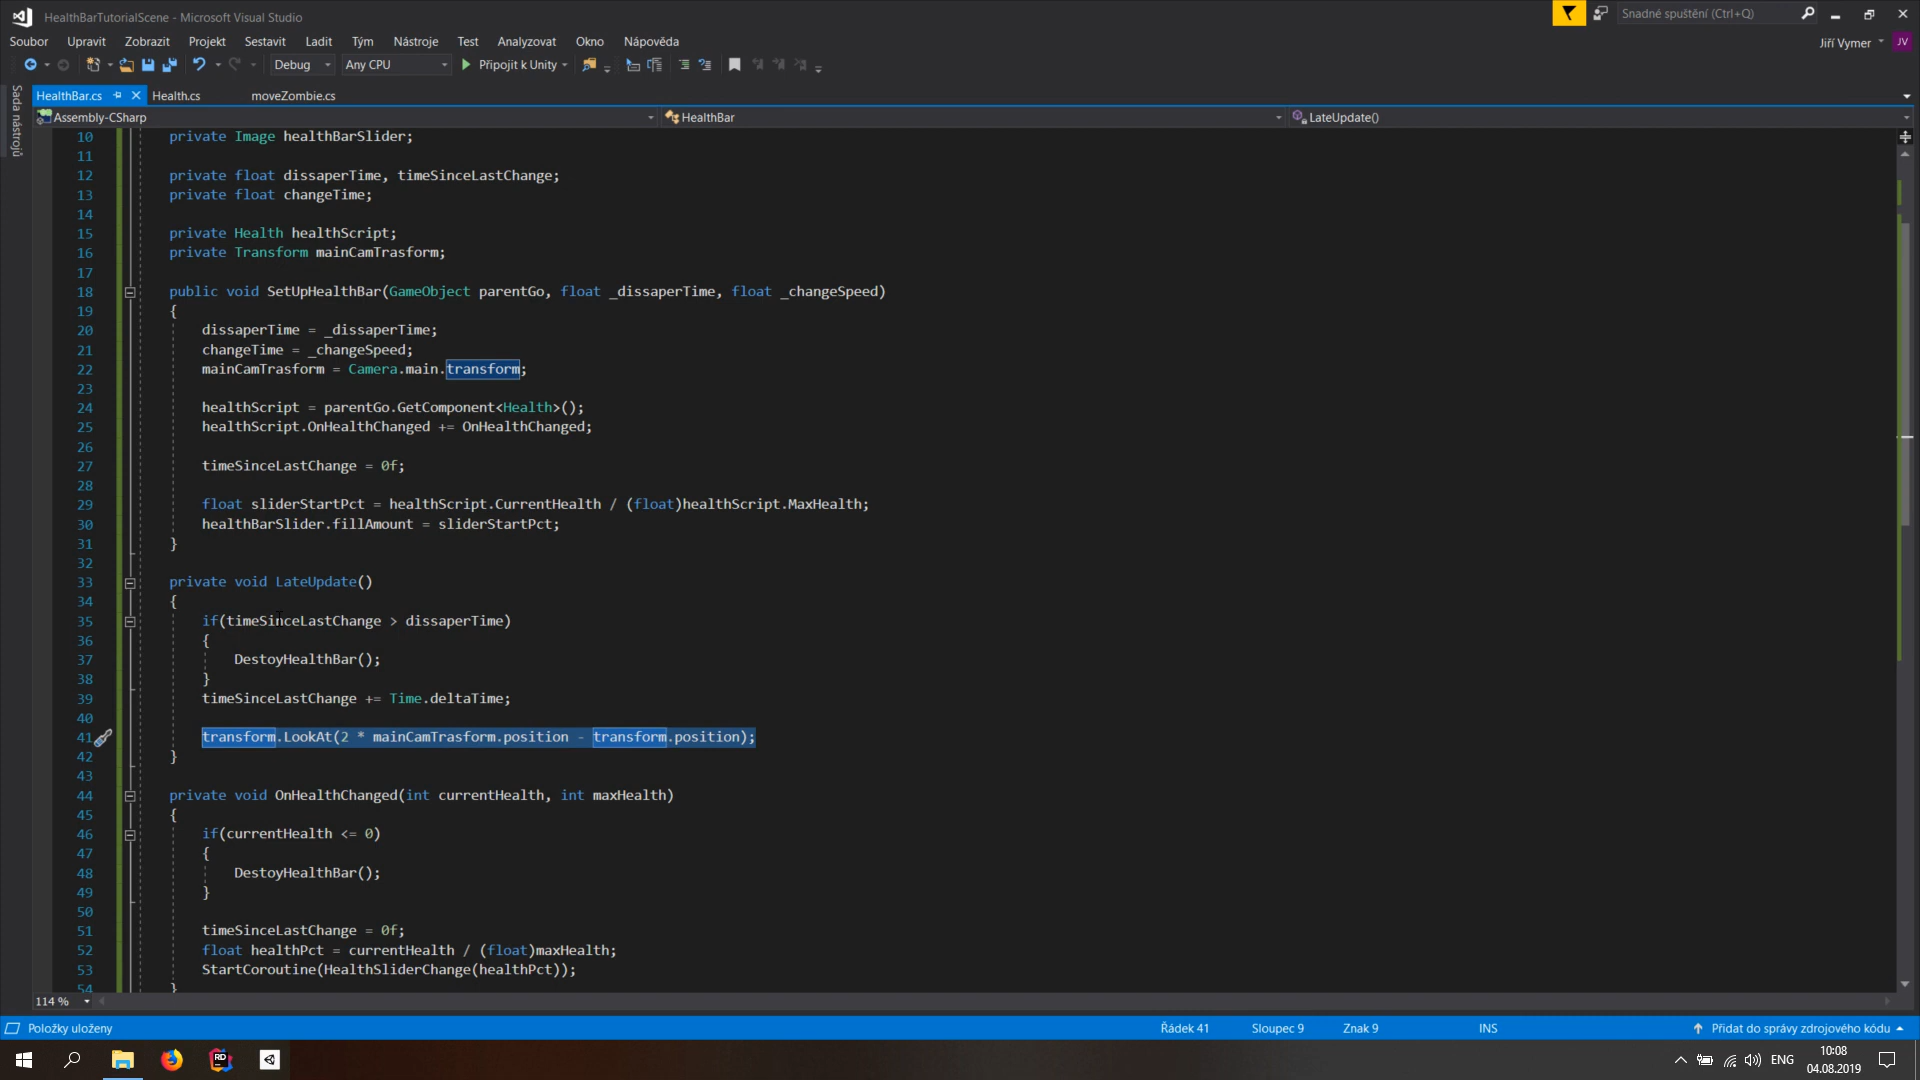 HealthBarTutorialScene - Microsoft Visual Studio
Snadné spuštění (Ctrl+Q)
Soubor Upravit Zobrazit Projekt Sestavit Ladit Tým Nástroje Test Analyzovat Okno Nápověda
Jiří Vymer JV
Debug Any CPU Připojit k Unity
HealthBar.cs Health.cs moveZombie.cs
Sada nástrojů
Assembly-CSharp HealthBar LateUpdate()
10 private Image healthBarSlider;
11
12 private float dissaperTime, timeSinceLastChange;
13 private float changeTime;
14
15 private Health healthScript;
16 private Transform mainCamTrasform;
17
18 public void SetUpHealthBar(GameObject parentGo, float _dissaperTime, float _changeSpeed)
19 {
20 dissaperTime = _dissaperTime;
21 changeTime = _changeSpeed;
22 mainCamTrasform = Camera.main.transform;
23
24 healthScript = parentGo.GetComponent<Health>();
25 healthScript.OnHealthChanged += OnHealthChanged;
26
27 timeSinceLastChange = 0f;
28
29 float sliderStartPct = healthScript.CurrentHealth / (float)healthScript.MaxHealth;
30 healthBarSlider.fillAmount = sliderStartPct;
31 }
32
33 private void LateUpdate()
34 {
35 if(timeSinceLastChange > dissaperTime)
36 {
37 DestoyHealthBar();
38 }
39 timeSinceLastChange += Time.deltaTime;
40
41 transform.LookAt(2 * mainCamTrasform.position - transform.position);
42 }
43
44 private void OnHealthChanged(int currentHealth, int maxHealth)
45 {
46 if(currentHealth <= 0)
47 {
48 DestoyHealthBar();
49 }
50
51 timeSinceLastChange = 0f;
52 float healthPct = currentHealth / (float)maxHealth;
53 StartCoroutine(HealthSliderChange(healthPct));
54 }
114 %
Položky uloženy Řádek 41 Sloupec 9 Znak 9 INS Přidat do správy zdrojového kódu
RD
ENG
10:08
04.08.2019